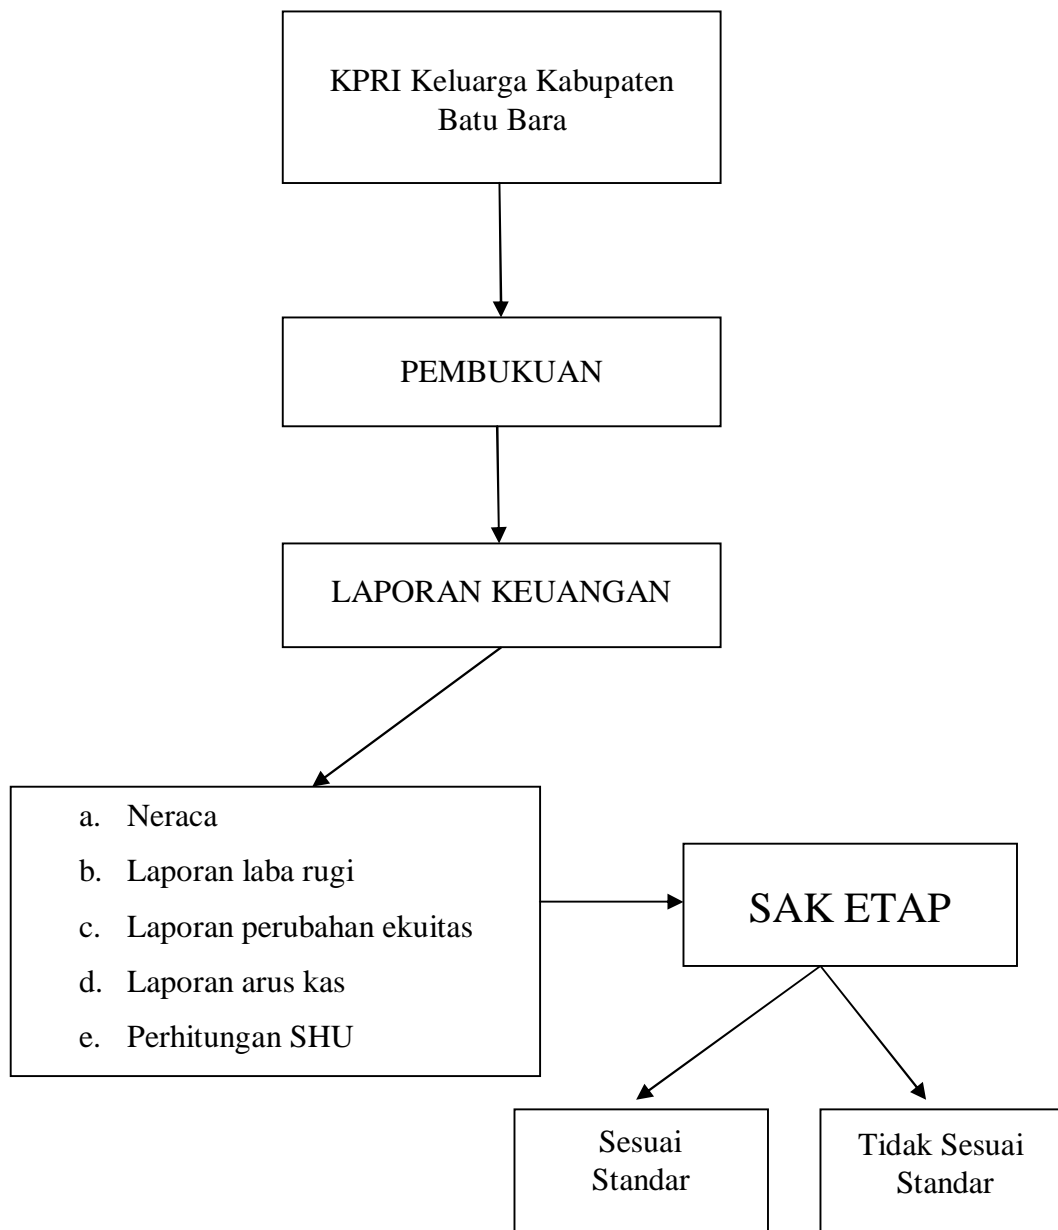 KPRI Keluarga Kabupaten
Batu Bara
PEMBUKUAN
LAPORAN KEUANGAN
a. Neraca
b. Laporan laba rugi
c. Laporan perubahan ekuitas
d. Laporan arus kas
e. Perhitungan SHU
SAK ETAP
Sesuai
Standar
Tidak Sesuai
Standar